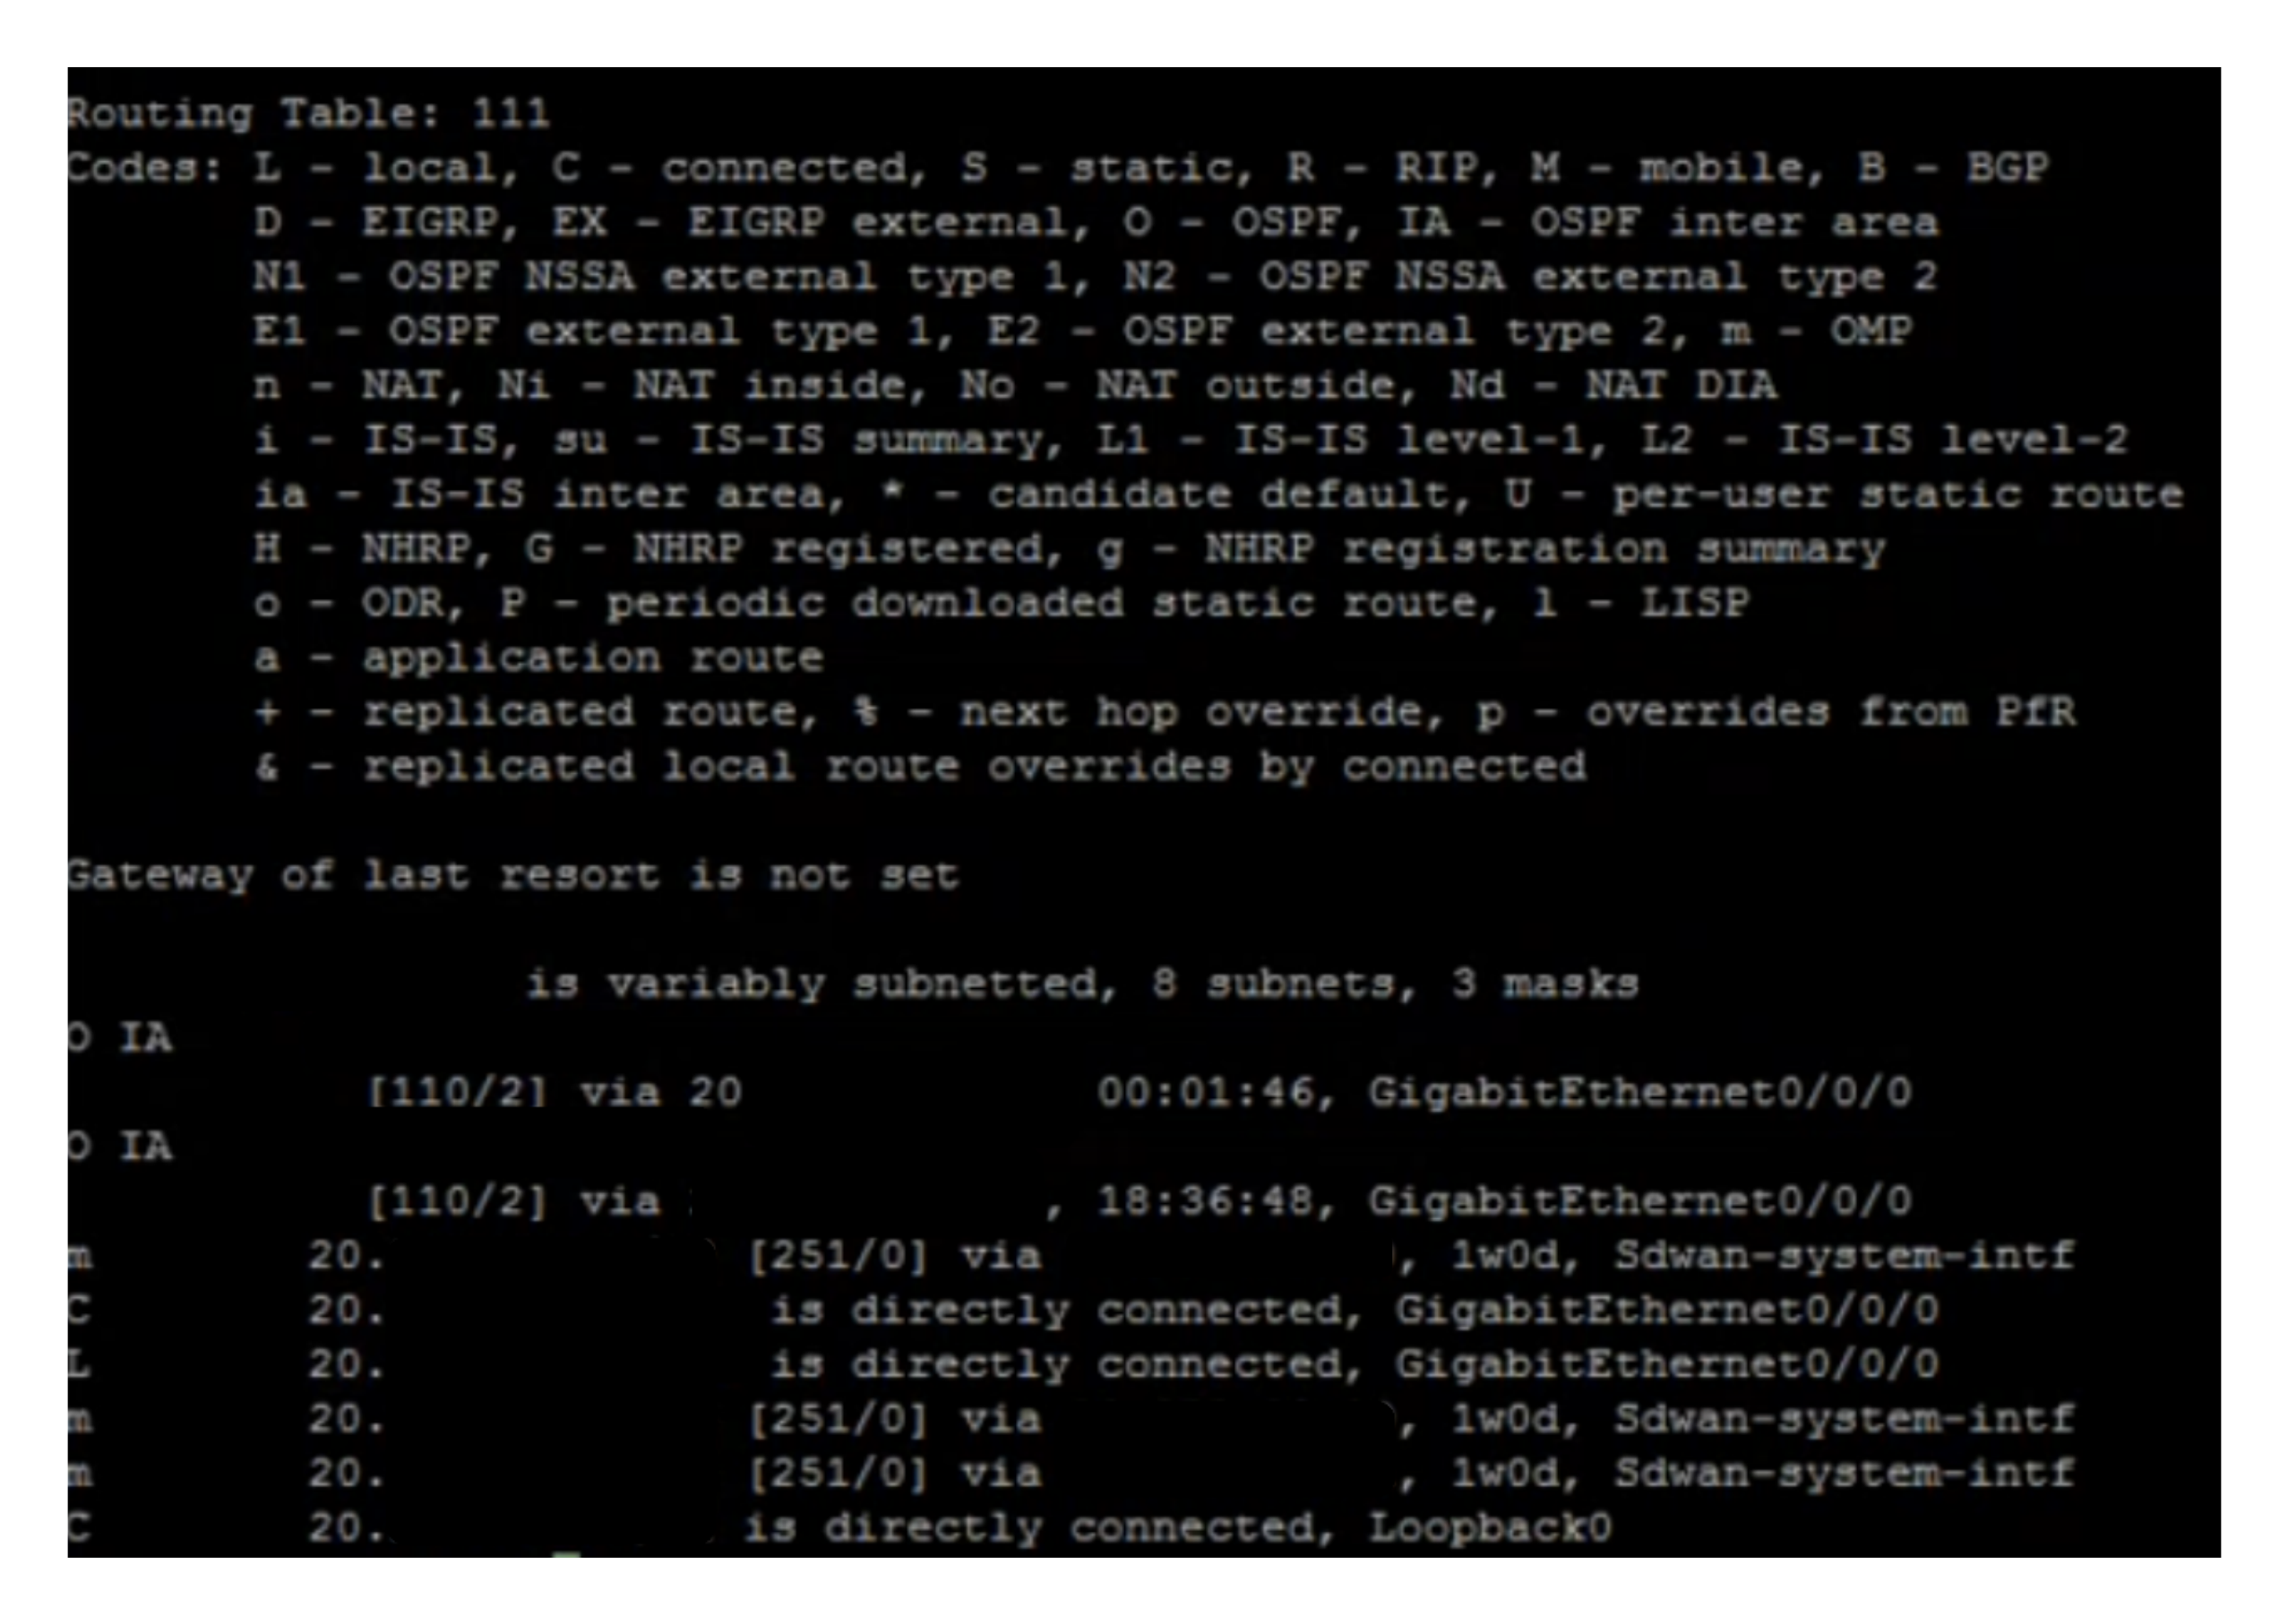 Routing Table: 111
Codes: L - local, C - connected, S - static, R - RIP, M - mobile, B - BGP
D - EIGRP, EX - EIGRP external, O - OSPF, IA - OSPF inter area
N1 - OSPF NSSA external type 1, N2 - OSPF NSSA external type 2
E1 - OSPF external type 1, E2 - OSPF external type 2, m - OMP
n - NAT, Ni - NAT inside, No - NAT outside, Nd - NAT DIA
i - IS-IS, su - IS-IS summary, L1 - IS-IS level-1, L2 - IS-IS level-2
ia - IS-IS inter area, * - candidate default, U - per-user static route
H - NHRP, G - NHRP registered, g - NHRP registration summary
o - ODR, P - periodic downloaded static route, l - LISP
a - application route
+ - replicated route, % - next hop override, p - overrides from PfR
& - replicated local route overrides by connected
Gateway of last resort is not set
is variably subnetted, 8 subnets, 3 masks
O IA
[110/2] via 20 00:01:46, GigabitEthernet0/0/0
O IA
[110/2] via , 18:36:48, GigabitEthernet0/0/0
m 20. [251/0] via , 1w0d, Sdwan-system-intf
C 20. is directly connected, GigabitEthernet0/0/0
L 20. is directly connected, GigabitEthernet0/0/0
m 20. [251/0] via , 1w0d, Sdwan-system-intf
m 20. [251/0] via , 1w0d, Sdwan-system-intf
C 20. is directly connected, Loopback0